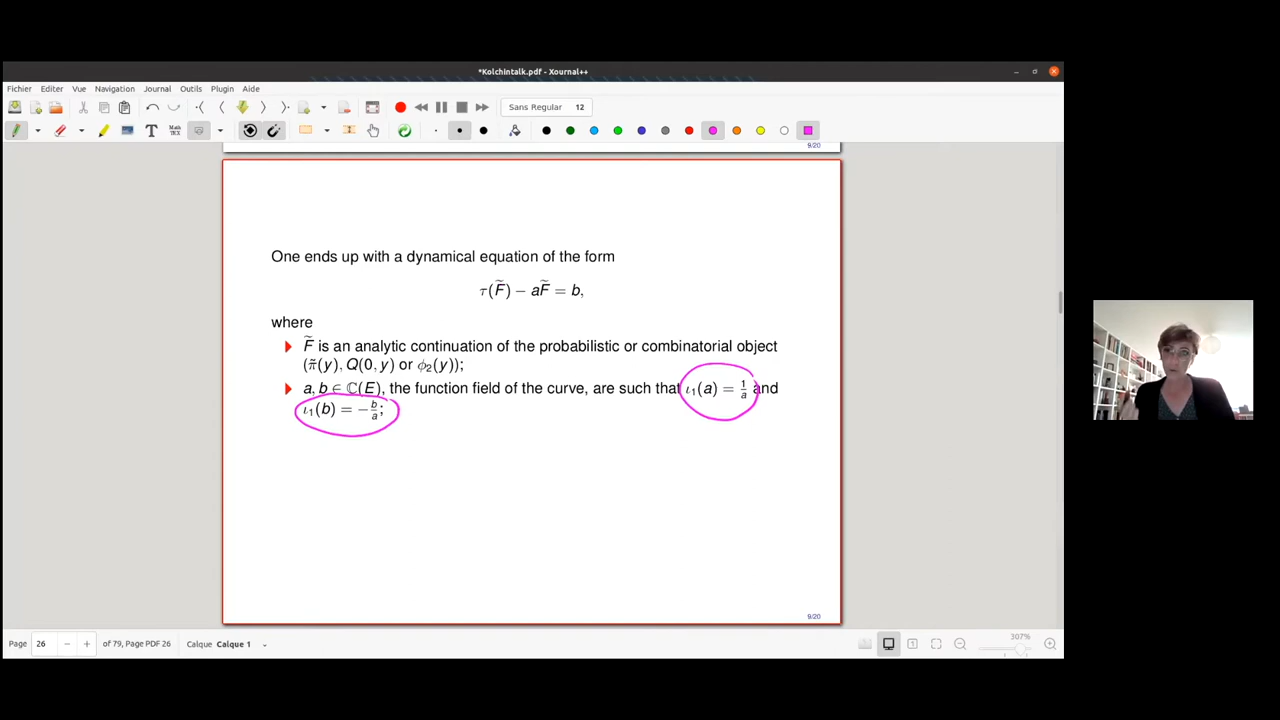 *Kolchintalk.pdf - Xournal++
Fichier Editer Vue Navigation Journal Outils Plugin Aide
Sans Regular 12
Math TEX
9/20
One ends up with a dynamical equation of the form
τ(F̃) − aF̃ = b,
where
F̃ is an analytic continuation of the probabilistic or combinatorial object
(π̃(y), Q(0, y) or ϕ₂(y));
a, b ∈ ℂ(E), the function field of the curve, are such that ι₁(a) = 1/a and
ι₁(b) = −b/a;
9/20
Page 26 of 79, Page PDF 26 Calque Calque 1 307%